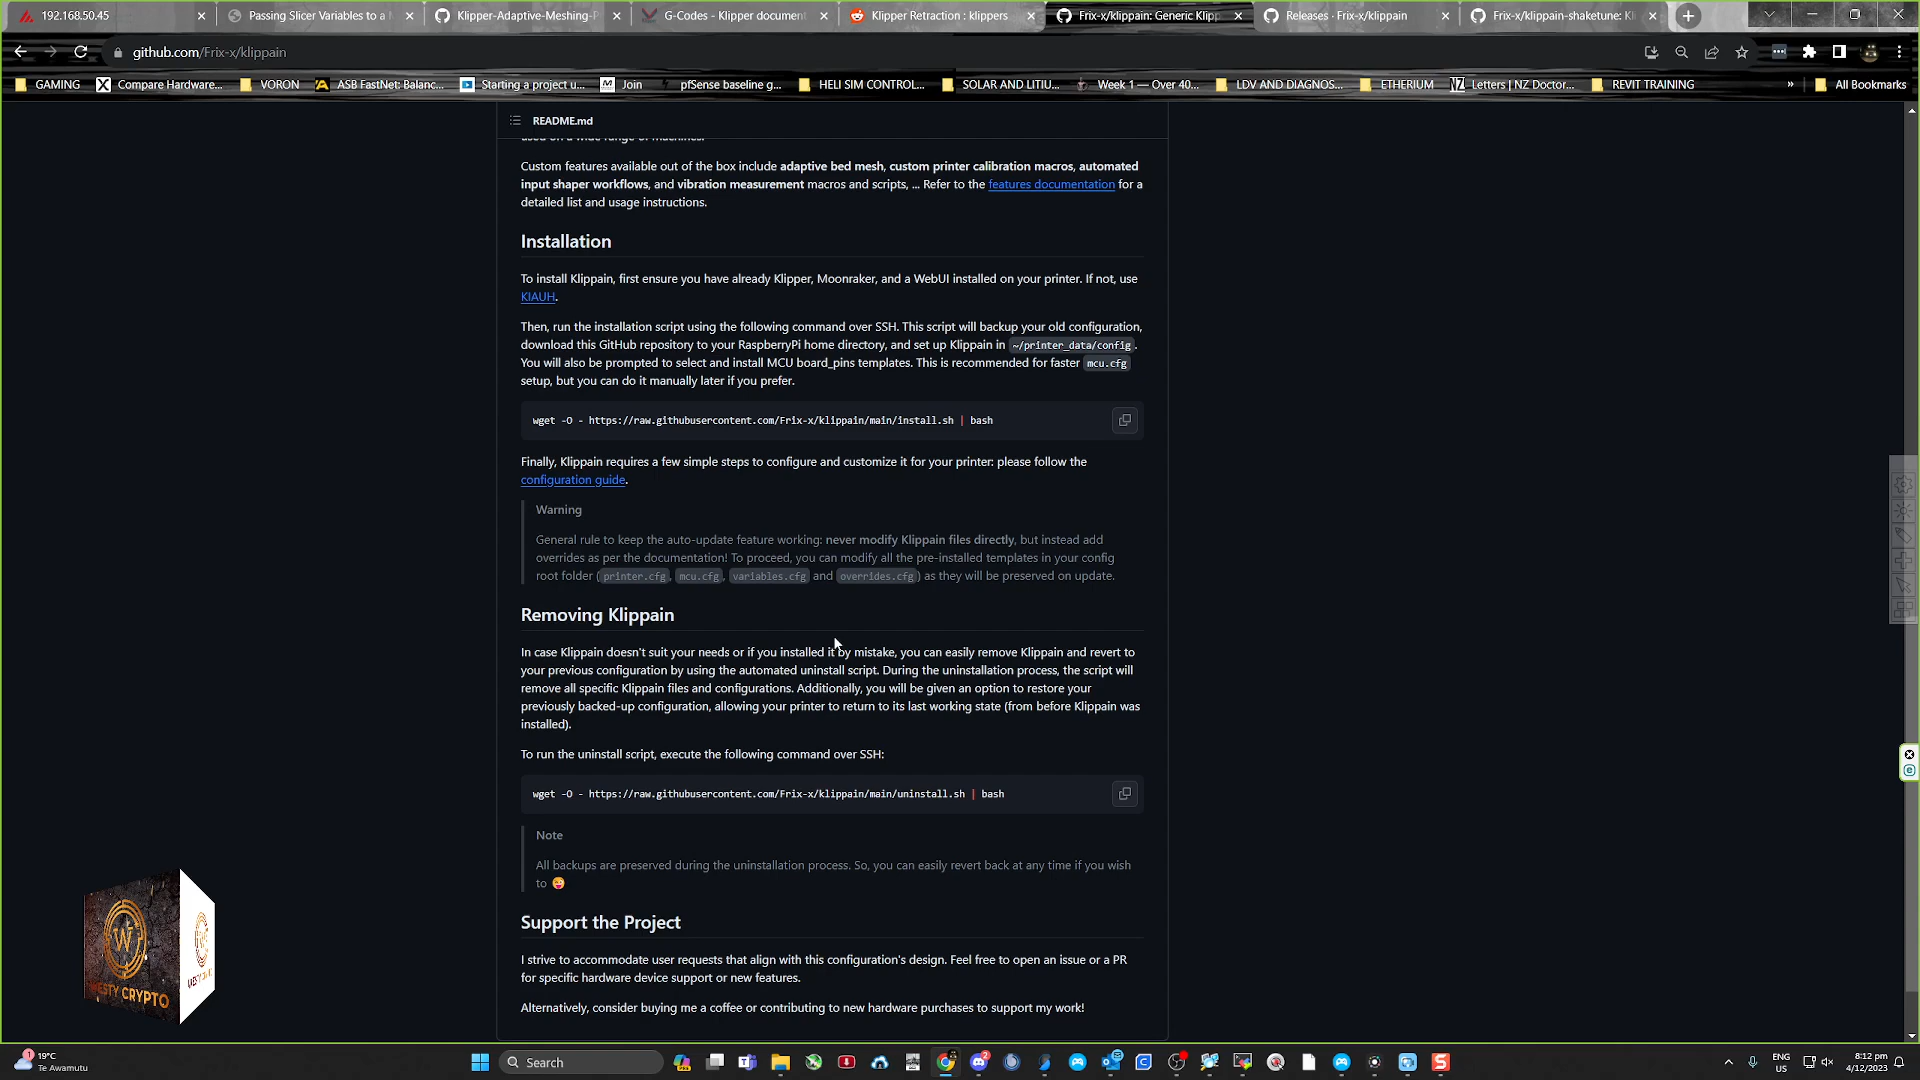 192.168.50.45
Passing Slicer Variables to a M
Klipper-Adaptive-Meshing-P
G-Codes - Klipper document
Klipper Retraction : klippers
Frix-x/klippain: Generic Klipp
Releases · Frix-x/klippain
Frix-x/klippain-shaketune: Kl
github.com/Frix-x/klippain
GAMING
Compare Hardware...
VORON
ASB FastNet: Balanc...
Starting a project u...
Join
pfSense baseline g...
HELI SIM CONTROL...
SOLAR AND LITIU...
Week 1 — Over 40...
LDV AND DIAGNOS...
ETHERIUM
Letters | NZ Doctor...
REVIT TRAINING
»
All Bookmarks
README.md
used on a wide range of machines.
Custom features available out of the box include adaptive bed mesh, custom printer calibration macros, automated
input shaper workflows, and vibration measurement macros and scripts, ... Refer to the features documentation for a
detailed list and usage instructions.
Installation
To install Klippain, first ensure you have already Klipper, Moonraker, and a WebUI installed on your printer. If not, use
KIAUH.
Then, run the installation script using the following command over SSH. This script will backup your old configuration,
download this GitHub repository to your RaspberryPi home directory, and set up Klippain in ~/printer_data/config.
You will also be prompted to select and install MCU board_pins templates. This is recommended for faster mcu.cfg
setup, but you can do it manually later if you prefer.
wget -O - https://raw.githubusercontent.com/Frix-x/klippain/main/install.sh | bash
Finally, Klippain requires a few simple steps to configure and customize it for your printer: please follow the
configuration guide.
Warning
General rule to keep the auto-update feature working: never modify Klippain files directly, but instead add
overrides as per the documentation! To proceed, you can modify all the pre-installed templates in your config
root folder (printer.cfg, mcu.cfg, variables.cfg and overrides.cfg) as they will be preserved on update.
Removing Klippain
In case Klippain doesn't suit your needs or if you installed it by mistake, you can easily remove Klippain and revert to
your previous configuration by using the automated uninstall script. During the uninstallation process, the script will
remove all specific Klippain files and configurations. Additionally, you will be given an option to restore your
previously backed-up configuration, allowing your printer to return to its last working state (from before Klippain was
installed).
To run the uninstall script, execute the following command over SSH:
wget -O - https://raw.githubusercontent.com/Frix-x/klippain/main/uninstall.sh | bash
Note
All backups are preserved during the uninstallation process. So, you can easily revert back at any time if you wish
to 😜
Support the Project
I strive to accommodate user requests that align with this configuration's design. Feel free to open an issue or a PR
for specific hardware device support or new features.
Alternatively, consider buying me a coffee or contributing to new hardware purchases to support my work!
W
CRYPTO
1
19°C
Te Awamutu
Search
2
ENG
US
8:12 pm
4/12/2023